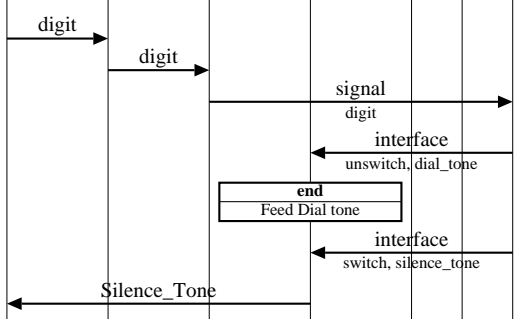 digit
digit
signal
digit
interface
unswitch, dial_tone
end
Feed Dial tone
interface
switch, silence_tone
Silence_Tone